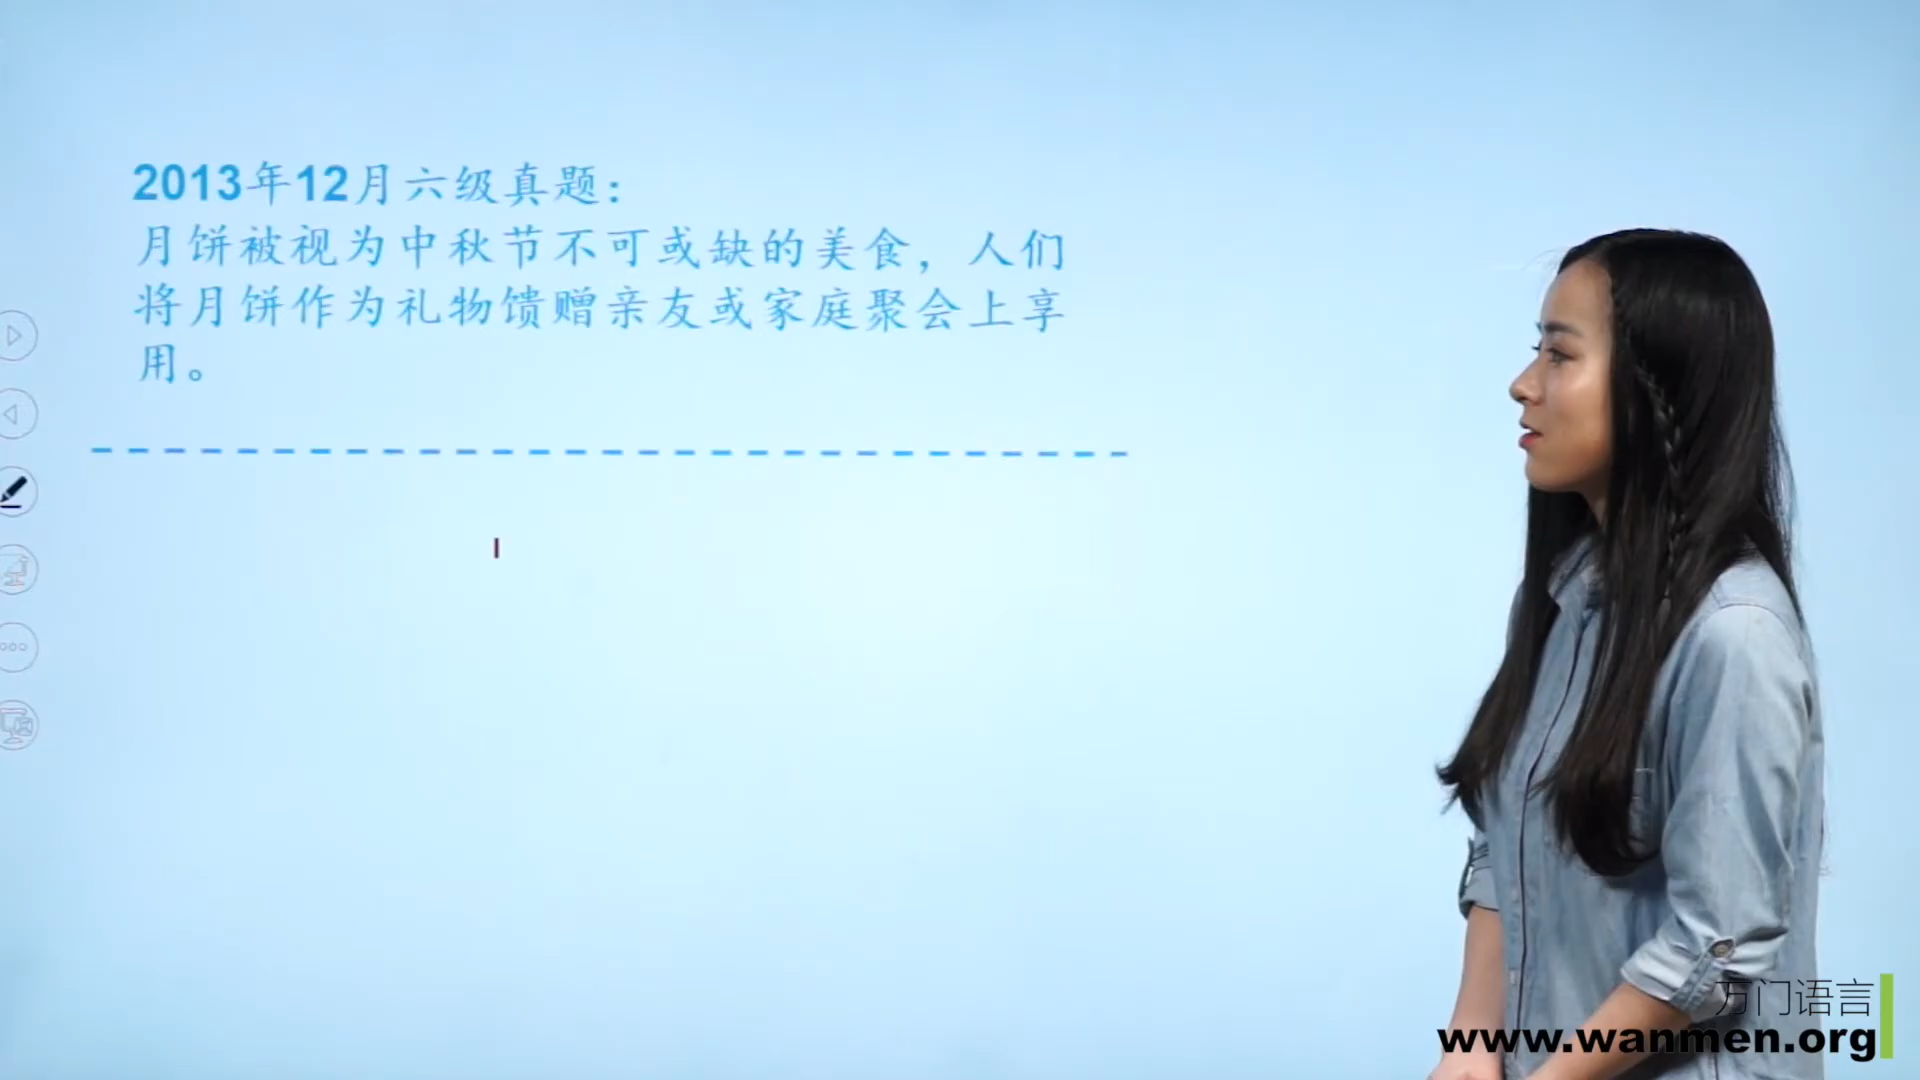 2013年12月六级真题：
月饼被视为中秋节不可或缺的美食，人们
将月饼作为礼物馈赠亲友或家庭聚会上享
用。
万门语言
www.wanmen.org